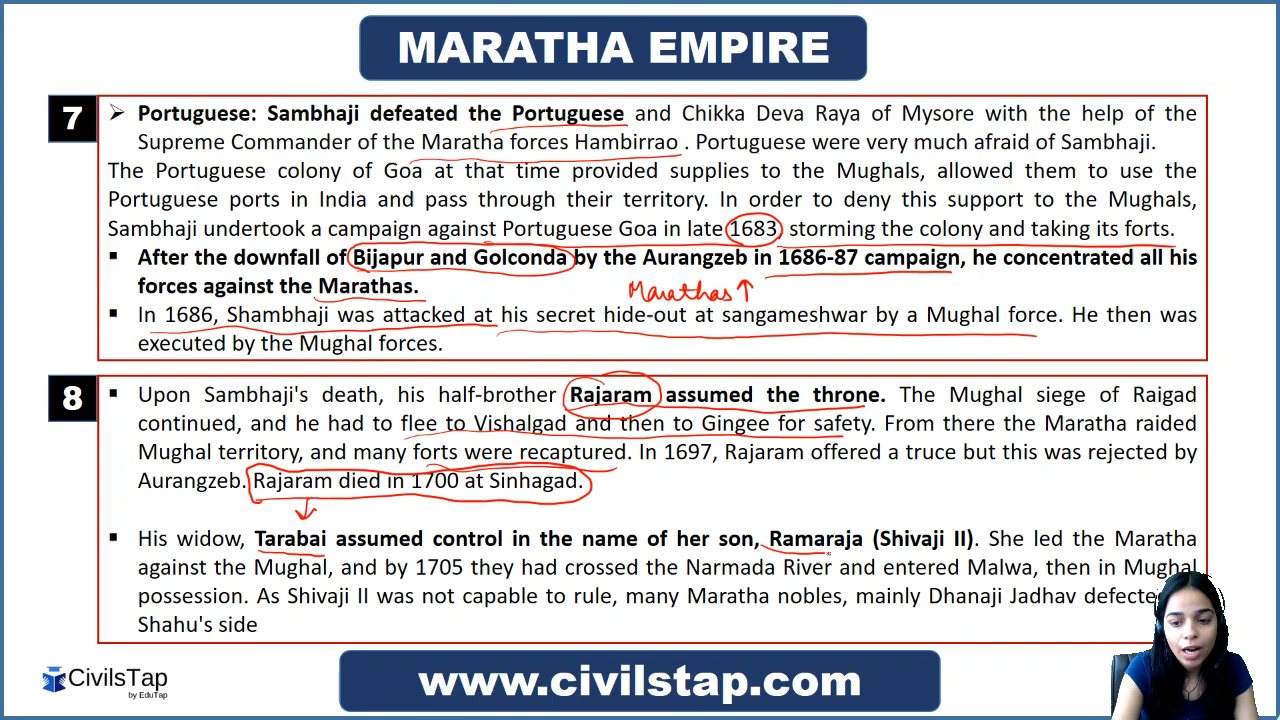 MARATHA EMPIRE
7
➢ Portuguese: Sambhaji defeated the Portuguese and Chikka Deva Raya of Mysore with the help of the
Supreme Commander of the Maratha forces Hambirrao . Portuguese were very much afraid of Sambhaji.
The Portuguese colony of Goa at that time provided supplies to the Mughals, allowed them to use the
Portuguese ports in India and pass through their territory. In order to deny this support to the Mughals,
Sambhaji undertook a campaign against Portuguese Goa in late 1683 storming the colony and taking its forts.
▪ After the downfall of Bijapur and Golconda by the Aurangzeb in 1686-87 campaign, he concentrated all his
forces against the Marathas.
Marathas ↑
▪ In 1686, Shambhaji was attacked at his secret hide-out at sangameshwar by a Mughal force. He then was
executed by the Mughal forces.
8
▪ Upon Sambhaji's death, his half-brother Rajaram assumed the throne. The Mughal siege of Raigad
continued, and he had to flee to Vishalgad and then to Gingee for safety. From there the Maratha raided
Mughal territory, and many forts were recaptured. In 1697, Rajaram offered a truce but this was rejected by
Aurangzeb. Rajaram died in 1700 at Sinhagad.
▪ His widow, Tarabai assumed control in the name of her son, Ramaraja (Shivaji II). She led the Maratha
against the Mughal, and by 1705 they had crossed the Narmada River and entered Malwa, then in Mughal
possession. As Shivaji II was not capable to rule, many Maratha nobles, mainly Dhanaji Jadhav
Shahu's side
CivilsTap
by EduTap
www.civilstap.com